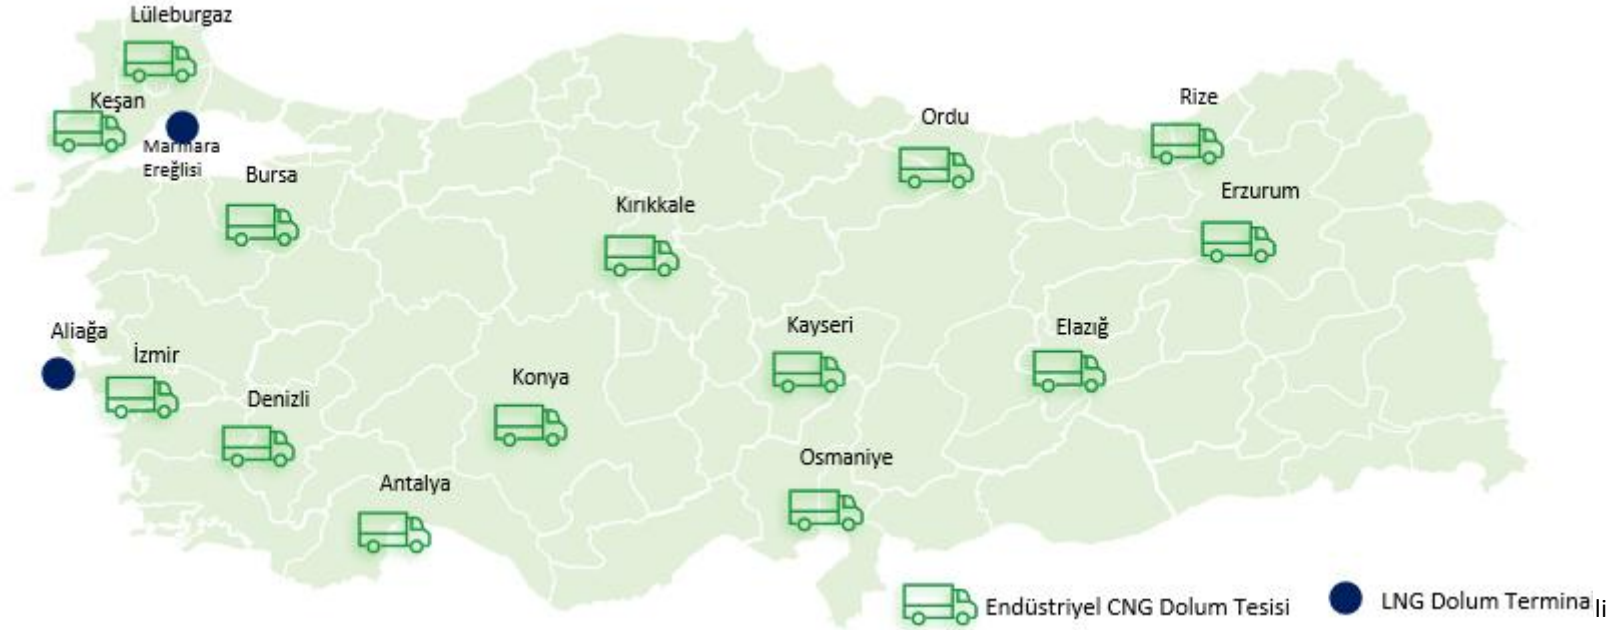 Lüleburgaz
Keşan
Marmara
Ereğlisi
Bursa
Ordu
Rize
Erzurum
Kırıkkale
Aliağa
İzmir
Denizli
Konya
Kayseri
Elazığ
Antalya
Osmaniye
Endüstriyel CNG Dolum Tesisi
LNG Dolum Terminali